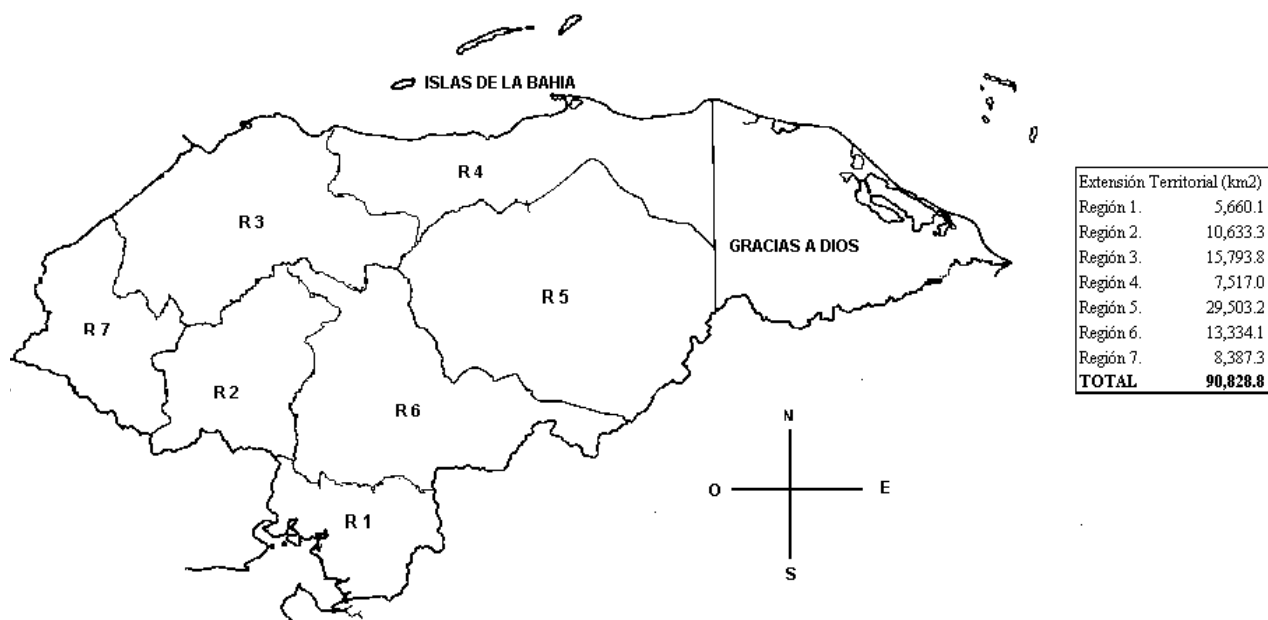 ISLAS DE LA BAHIA
R 4
R 3
GRACIAS A DIOS
R 5
R 7
R 2
R 6
R 1
N
O
E
S
Extensión Territorial (km2)
Región 1. 5,660.1
Región 2. 10,633.3
Región 3. 15,793.8
Región 4. 7,517.0
Región 5. 29,503.2
Región 6. 13,334.1
Región 7. 8,387.3
TOTAL 90,828.8